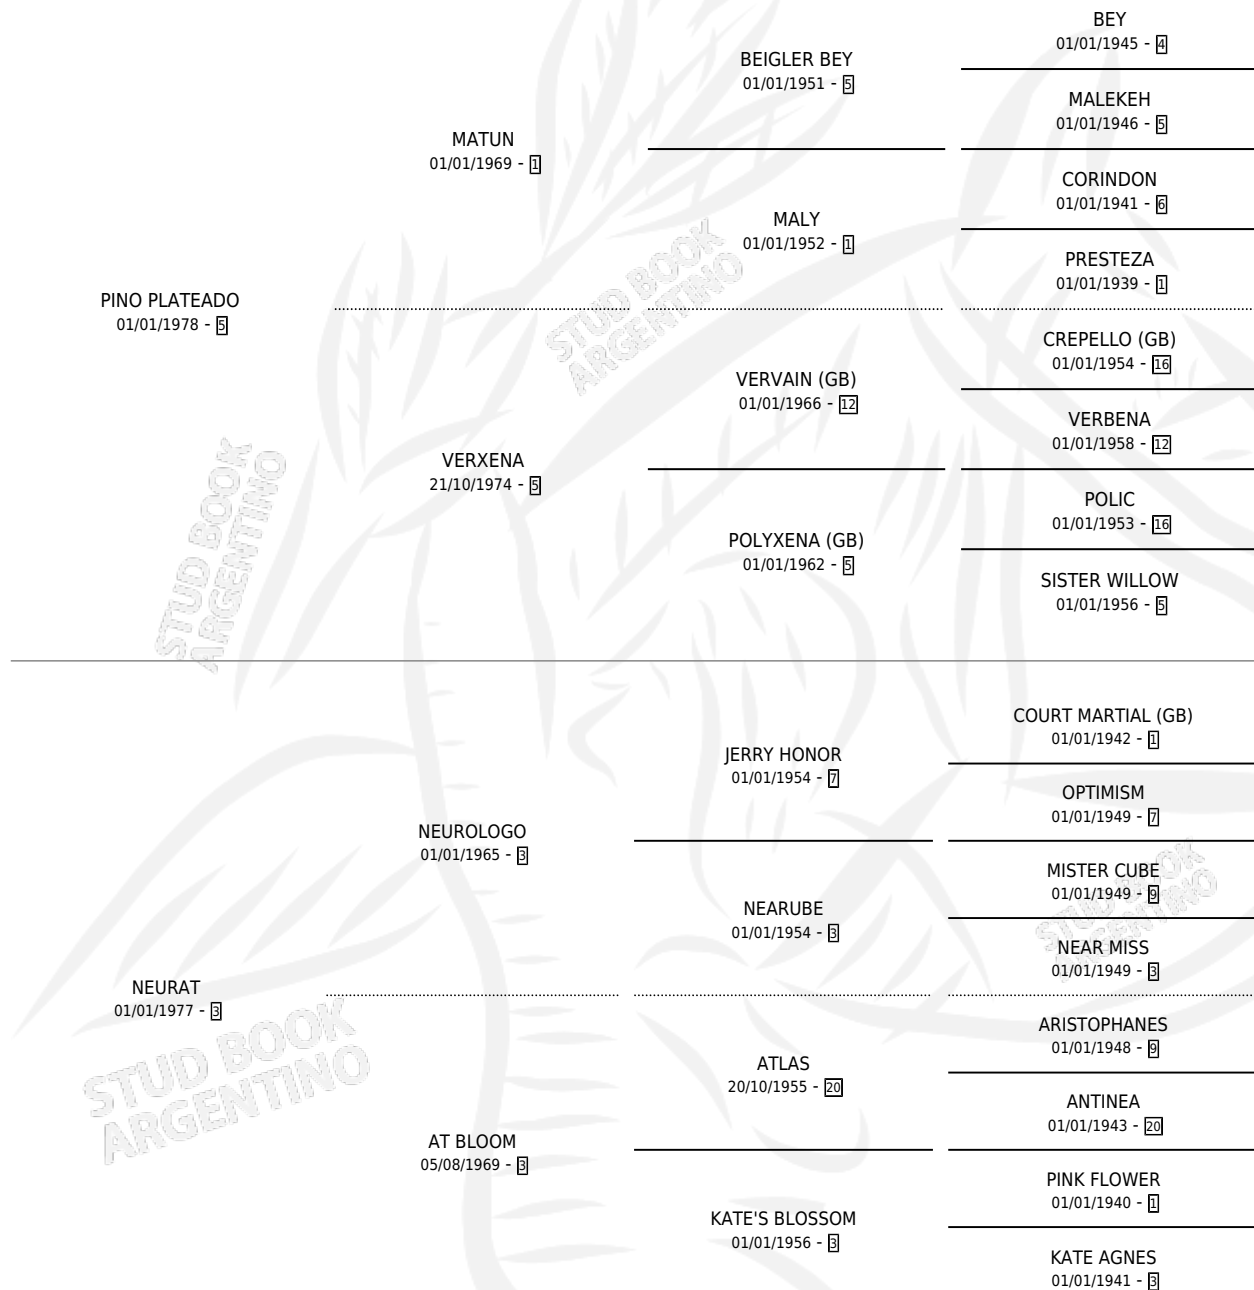 PINO PLATEADO
01/01/1978 - 5
MATUN
01/01/1969 - 1
BEIGLER BEY
01/01/1951 - 5
BEY
01/01/1945 - 4
MALEKEH
01/01/1946 - 5
MALY
01/01/1952 - 1
CORINDON
01/01/1941 - 6
PRESTEZA
01/01/1939 - 1
VERXENA
21/10/1974 - 5
VERVAIN (GB)
01/01/1966 - 12
CREPELLO (GB)
01/01/1954 - 16
VERBENA
01/01/1958 - 12
POLYXENA (GB)
01/01/1962 - 5
POLIC
01/01/1953 - 16
SISTER WILLOW
01/01/1956 - 5
NEURAT
01/01/1977 - 3
NEUROLOGO
01/01/1965 - 3
JERRY HONOR
01/01/1954 - 7
COURT MARTIAL (GB)
01/01/1942 - 1
OPTIMISM
01/01/1949 - 7
NEARUBE
01/01/1954 - 3
MISTER CUBE
01/01/1949 - 9
NEAR MISS
01/01/1949 - 3
AT BLOOM
05/08/1969 - 3
ATLAS
20/10/1955 - 20
ARISTOPHANES
01/01/1948 - 9
ANTINEA
01/01/1943 - 20
KATE'S BLOSSOM
01/01/1956 - 3
PINK FLOWER
01/01/1940 - 1
KATE AGNES
01/01/1941 - 3
STUD BOOK
ARGENTINO
STUD BOOK
ARGENTINO
STUD BOOK
ARGENTINO
STUD BOOK
ARGENTINO